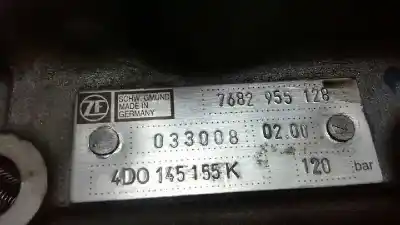 ZF
SCHW. GMÜND
MADE IN
GERMANY
7682 955 128
033008 02.00
4D0 145 155 K
120 bar